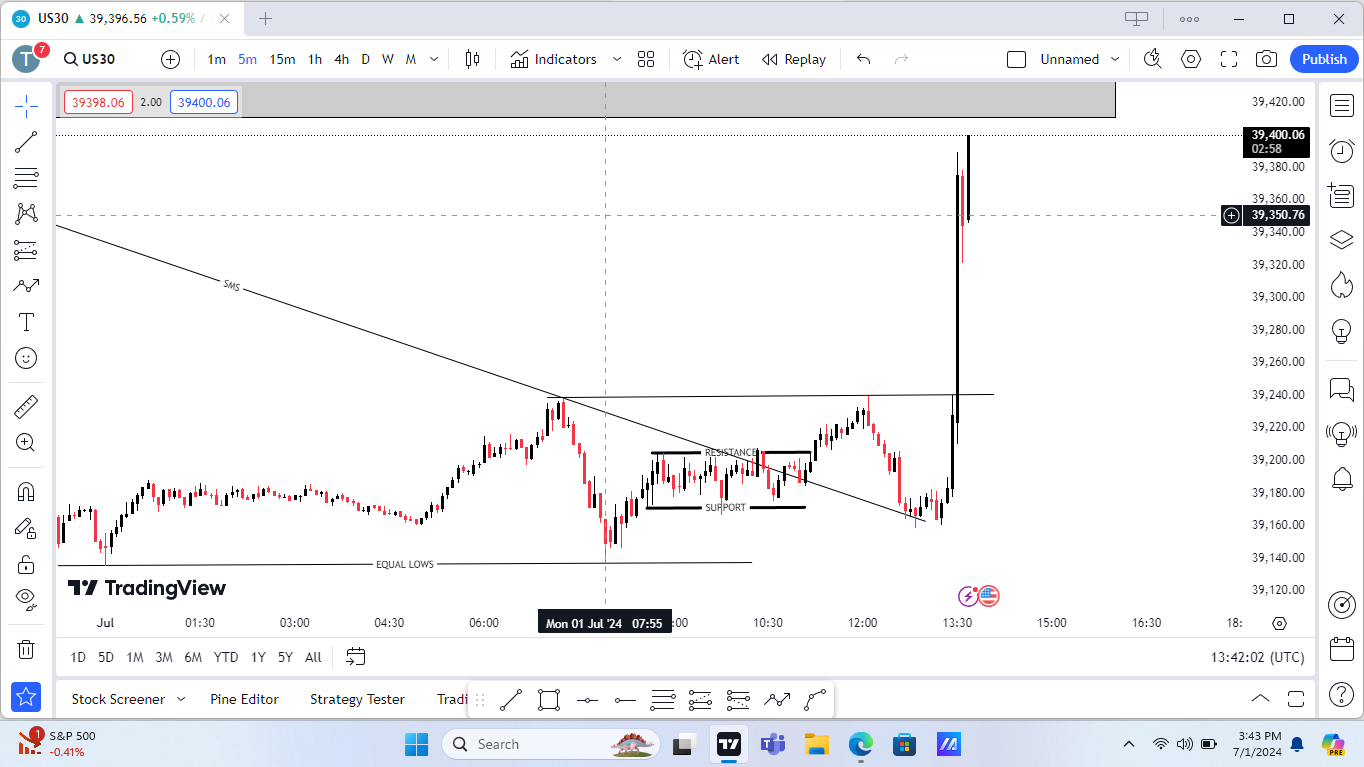 30 US30 ▲ 39,396.56 +0.59% /
T 7 US30 1m 5m 15m 1h 4h D W M Indicators Alert Replay Unnamed Publish
39398.06 2.00 39400.06
39,420.00
39,400.06
02:58
39,380.00
39,360.00
39,350.76
39,340.00
SMS
39,320.00
39,300.00
39,280.00
39,260.00
39,240.00
39,220.00
RESISTANCE
39,200.00
39,180.00
SUPPORT
39,160.00
39,140.00
EQUAL LOWS
TradingView
39,120.00
Jul 01:30 03:00 04:30 06:00 Mon 01 Jul '24 07:55 :00 10:30 12:00 13:30 15:00 16:30 18:
1D 5D 1M 3M 6M YTD 1Y 5Y All 13:42:02 (UTC)
Stock Screener Pine Editor Strategy Tester Tradi
1 S&P 500
-0.41%
Search
PRE
3:43 PM
7/1/2024